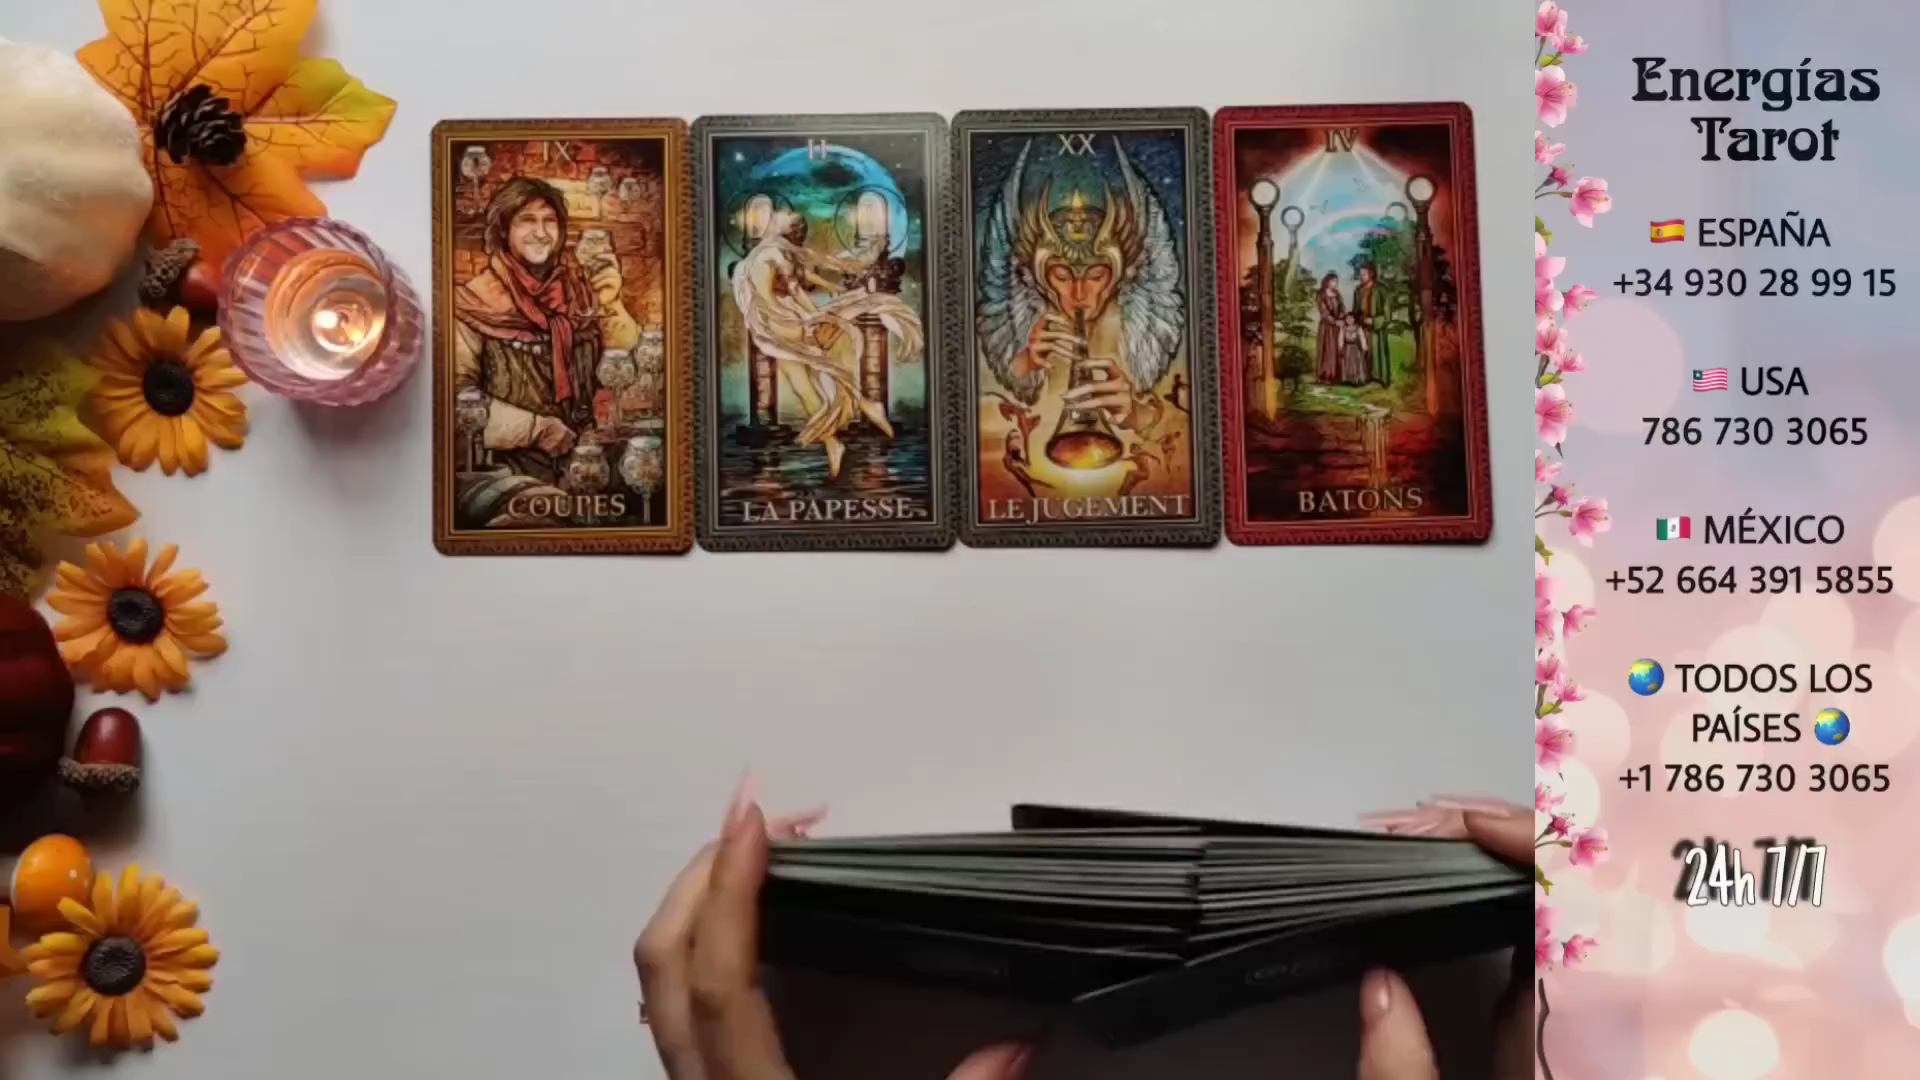 IX
COUPES
II
LA PAPESSE
XX
LE JUGEMENT
IV
BATONS
Energías
Tarot
🇪🇸 ESPAÑA
+34 930 28 99 15
🇱🇷 USA
786 730 3065
🇲🇽 MÉXICO
+52 664 391 5855
🌏 TODOS LOS
PAÍSES 🌏
+1 786 730 3065
24h 7/7